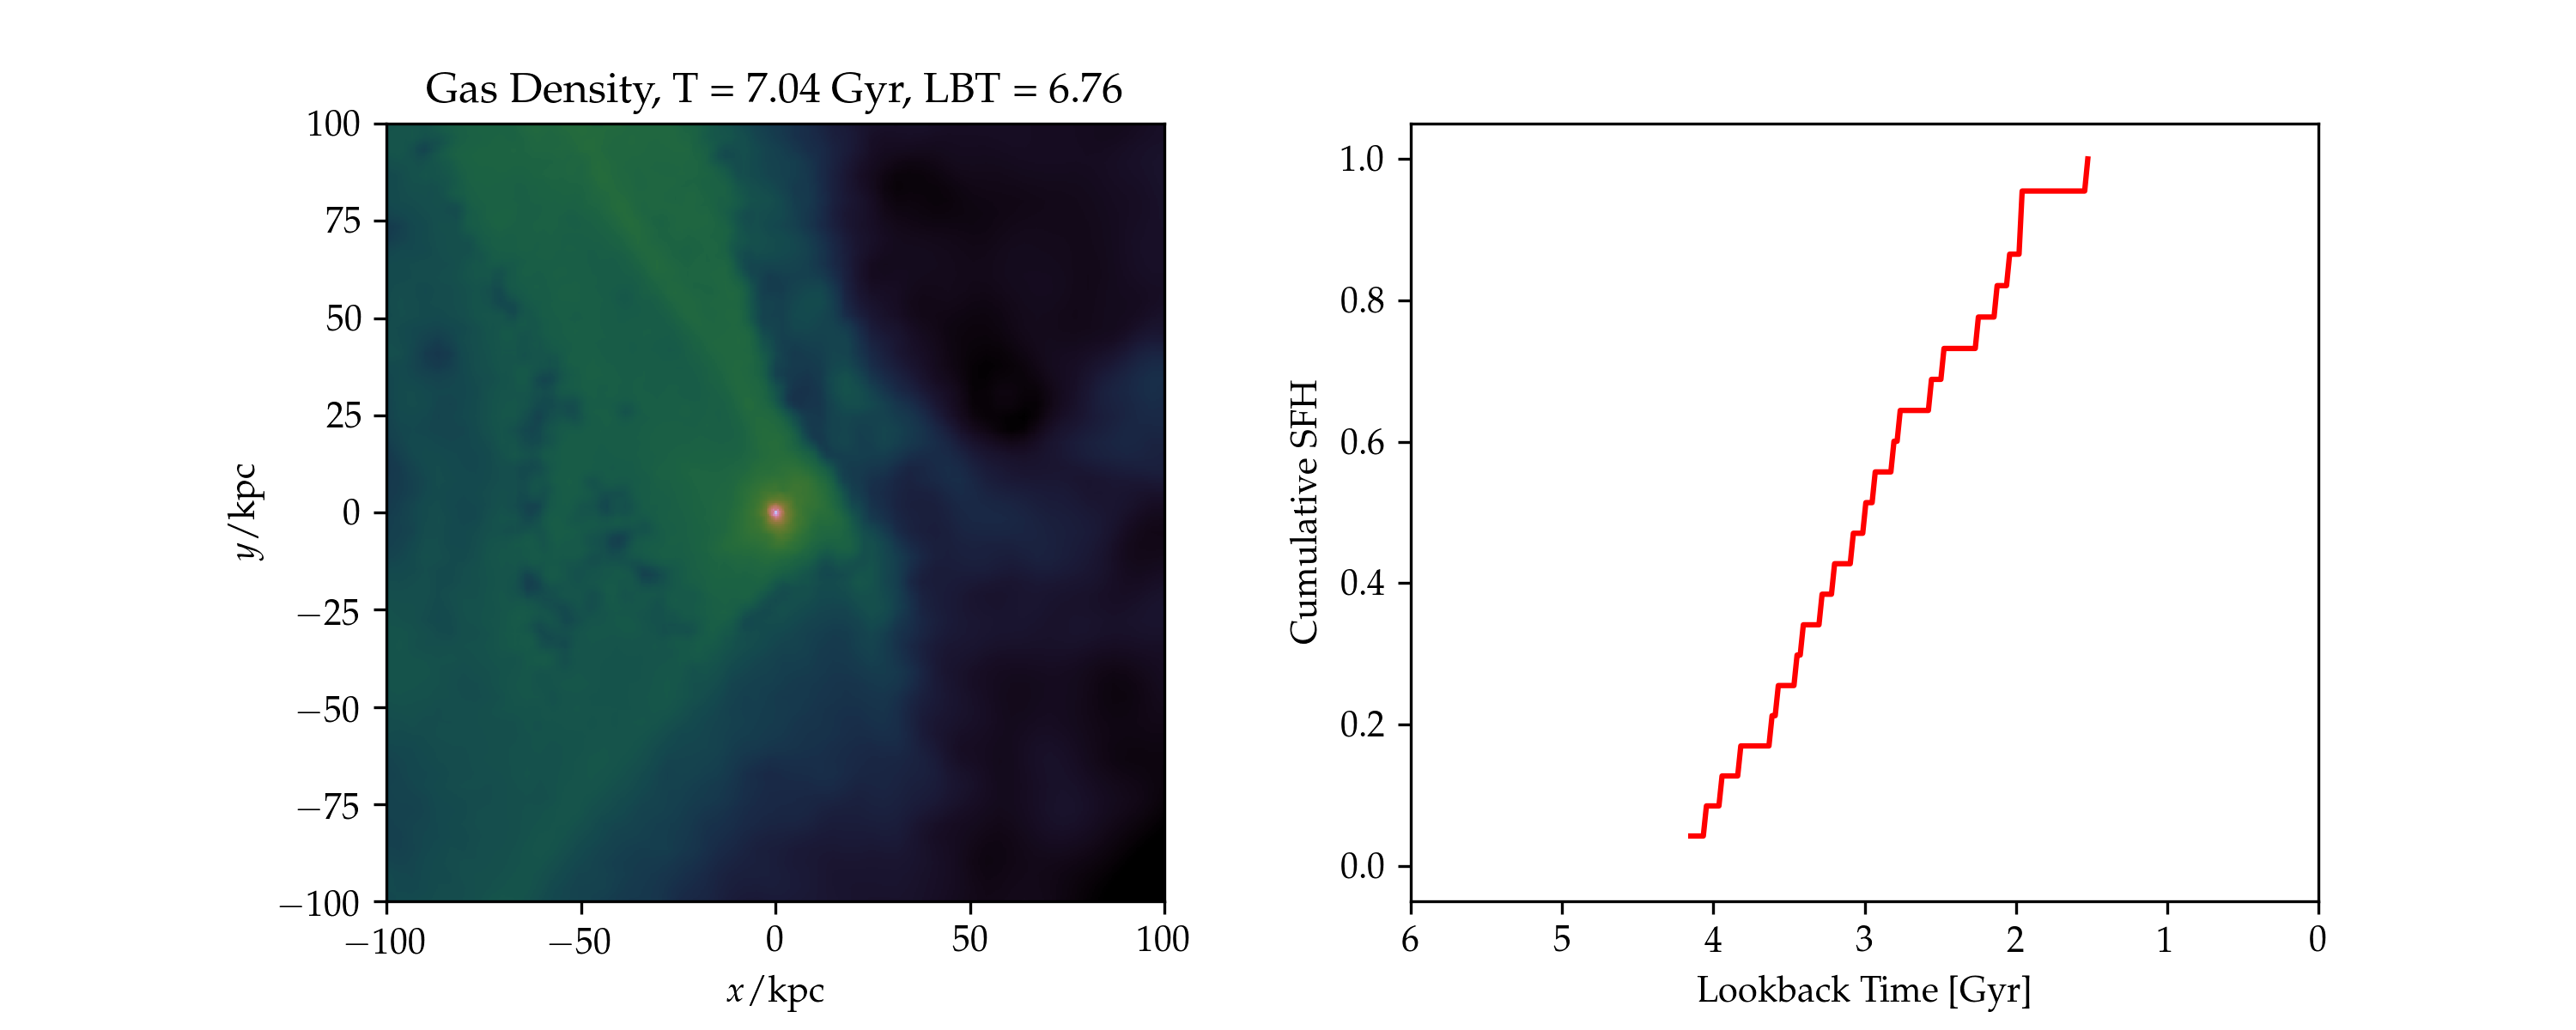 Gas Density, T = 7.04 Gyr, LBT = 6.76
100
75
50
25
0
−25
−50
−75
−100
y/kpc
−100 −50 0 50 100
x/kpc
1.0
0.8
0.6
0.4
0.2
0.0
Cumulative SFH
6 5 4 3 2 1 0
Lookback Time [Gyr]